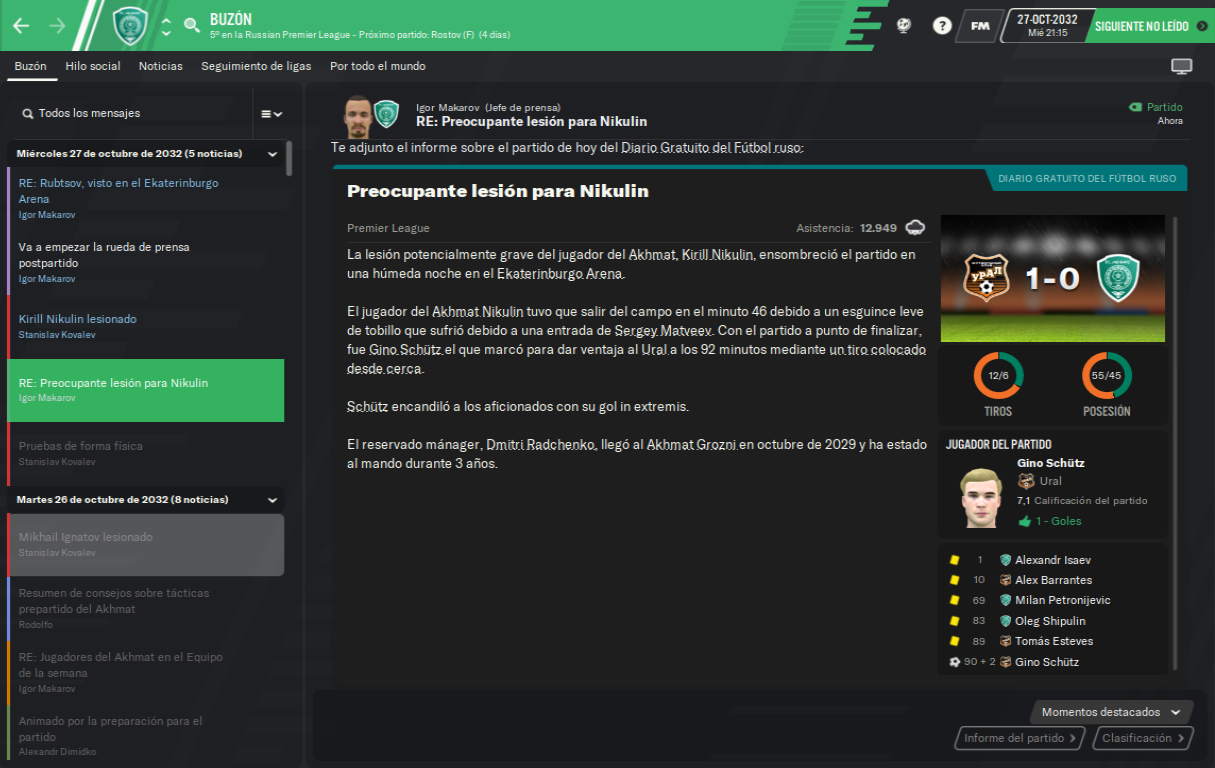 BUZÓN
5º en la Russian Premier League - Próximo partido: Rostov (F) (4 días)
FM
27-OCT-2032
Mié 21:15
SIGUIENTE NO LEÍDO
Buzón
Hilo social
Noticias
Seguimiento de ligas
Por todo el mundo
Todos los mensajes
Miércoles 27 de octubre de 2032 (5 noticias)
RE: Rubtsov, visto en el Ekaterinburgo
Arena
Igor Makarov
Va a empezar la rueda de prensa
postpartido
Igor Makarov
Kirill Nikulin lesionado
Stanislav Kovalev
RE: Preocupante lesión para Nikulin
Igor Makarov
Pruebas de forma física
Stanislav Kovalev
Martes 26 de octubre de 2032 (8 noticias)
Mikhail Ignatov lesionado
Stanislav Kovalev
Resumen de consejos sobre tácticas
prepartido del Akhmat
Rodolfo
RE: Jugadores del Akhmat en el Equipo
de la semana
Igor Makarov
Animado por la preparación para el
partido
Alexandr Dimidko
Igor Makarov (Jefe de prensa)
RE: Preocupante lesión para Nikulin
Partido
Ahora
Te adjunto el informe sobre el partido de hoy del Diario Gratuito del Fútbol ruso:
DIARIO GRATUITO DEL FÚTBOL RUSO
Preocupante lesión para Nikulin
Premier League
Asistencia: 12.949
La lesión potencialmente grave del jugador del Akhmat, Kirill Nikulin, ensombreció el partido en
una húmeda noche en el Ekaterinburgo Arena.
El jugador del Akhmat Nikulin tuvo que salir del campo en el minuto 46 debido a un esguince leve
de tobillo que sufrió debido a una entrada de Sergey Matveev. Con el partido a punto de finalizar,
fue Gino Schütz el que marcó para dar ventaja al Ural a los 92 minutos mediante un tiro colocado
desde cerca.
Schütz encandiló a los aficionados con su gol in extremis.
El reservado mánager, Dmitri Radchenko, llegó al Akhmat Grozni en octubre de 2029 y ha estado
al mando durante 3 años.
УРАЛ
1-0
12/6
TIROS
55/45
POSESIÓN
JUGADOR DEL PARTIDO
Gino Schütz
Ural
7,1 Calificación del partido
1 - Goles
1 Alexandr Isaev
10 Alex Barrantes
69 Milan Petronijevic
83 Oleg Shipulin
89 Tomás Esteves
90 + 2 Gino Schütz
Momentos destacados
Informe del partido
Clasificación